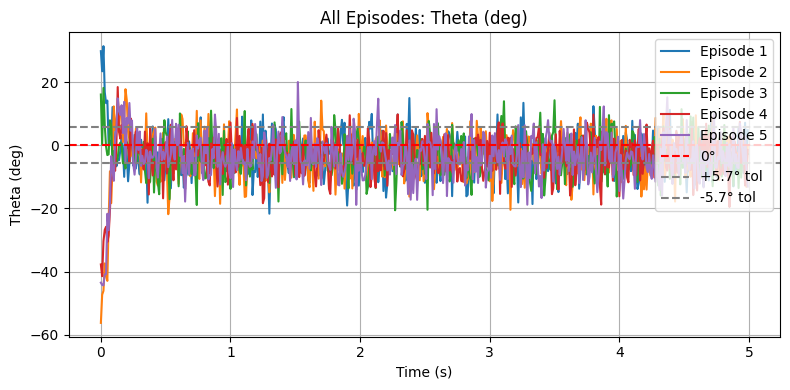 All Episodes: Theta (deg)
Theta (deg)
20
0
−20
−40
−60
0
1
2
3
4
5
Time (s)
Episode 1
Episode 2
Episode 3
Episode 4
Episode 5
0°
+5.7° tol
-5.7° tol